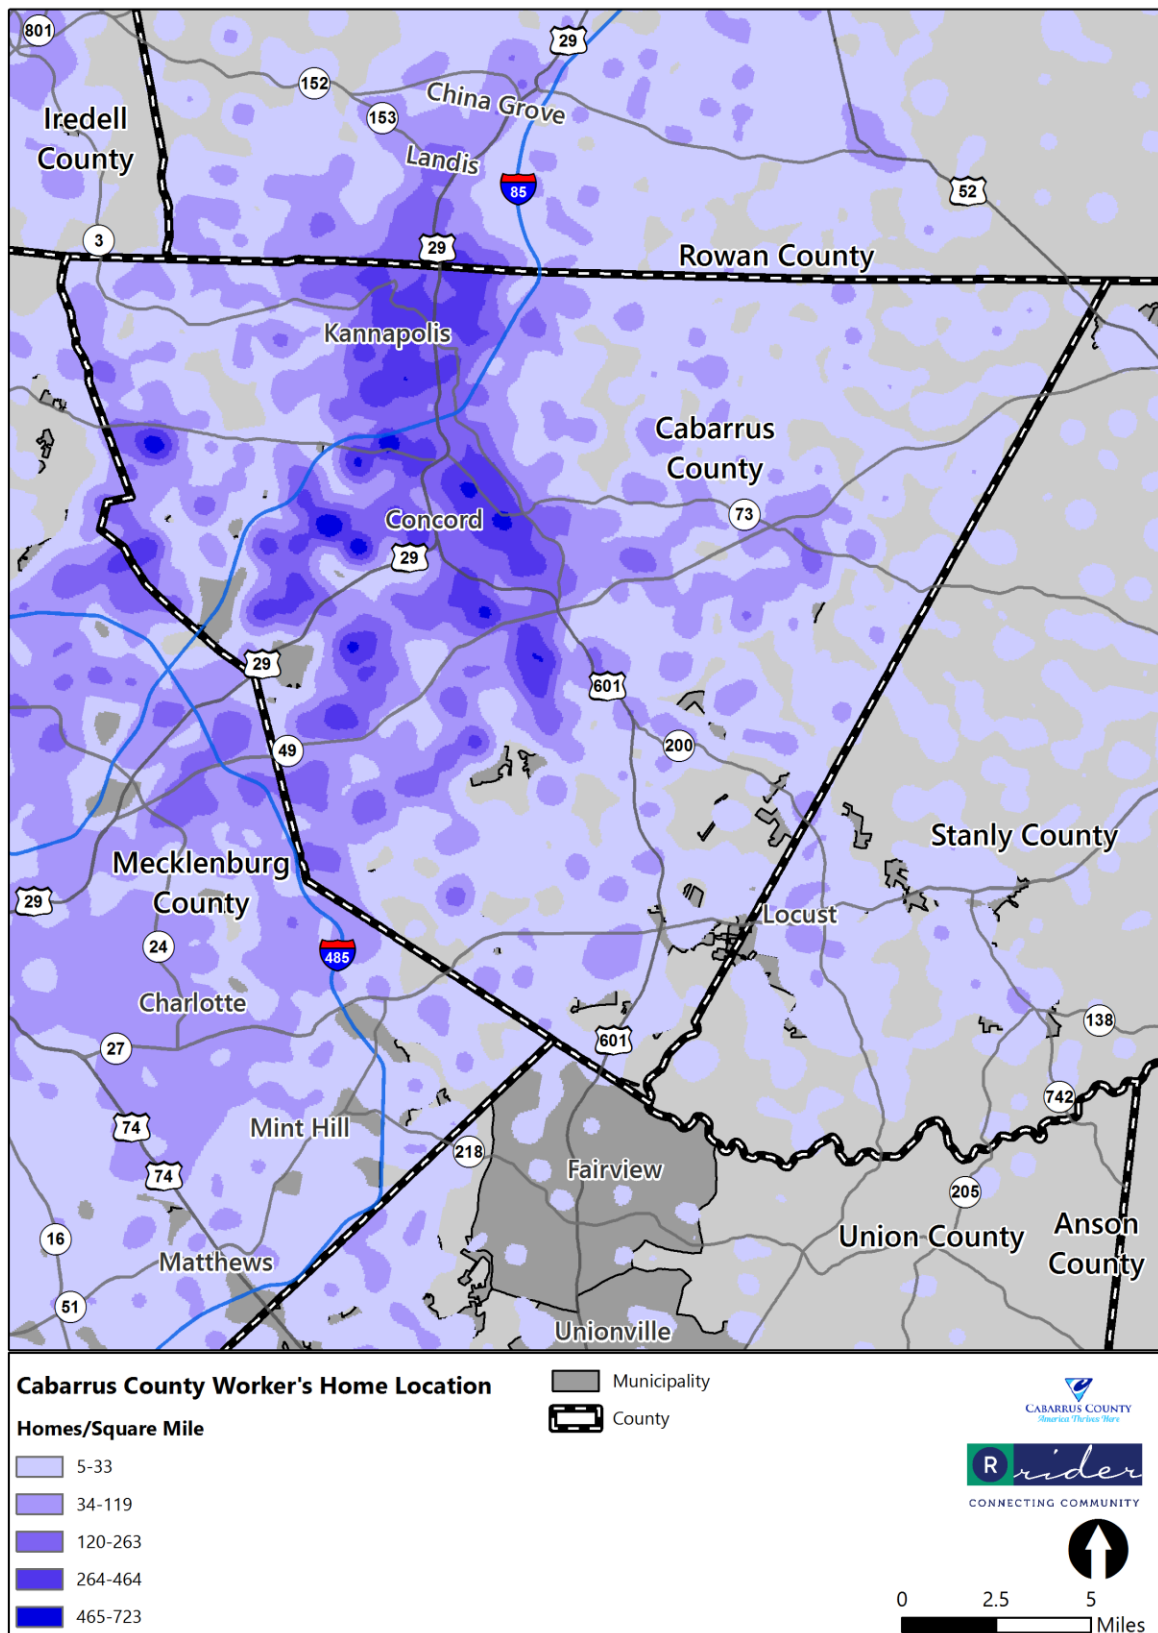 801
29
152
China Grove
153
Iredell
County
Landis
85
52
3
29
Rowan County
Kannapolis
Cabarrus
County
73
Concord
29
29
601
49
200
Stanly County
Mecklenburg
County
29
Locust
24
485
Charlotte
138
27
601
742
74
Mint Hill
218
74
Fairview
205
Anson
County
Union County
16
Matthews
51
Unionville
Cabarrus County Worker's Home Location
Homes/Square Mile
5-33
34-119
120-263
264-464
465-723
Municipality
County
CABARRUS COUNTY
America Thrives Here
R rider
CONNECTING COMMUNITY
0 2.5 5
Miles